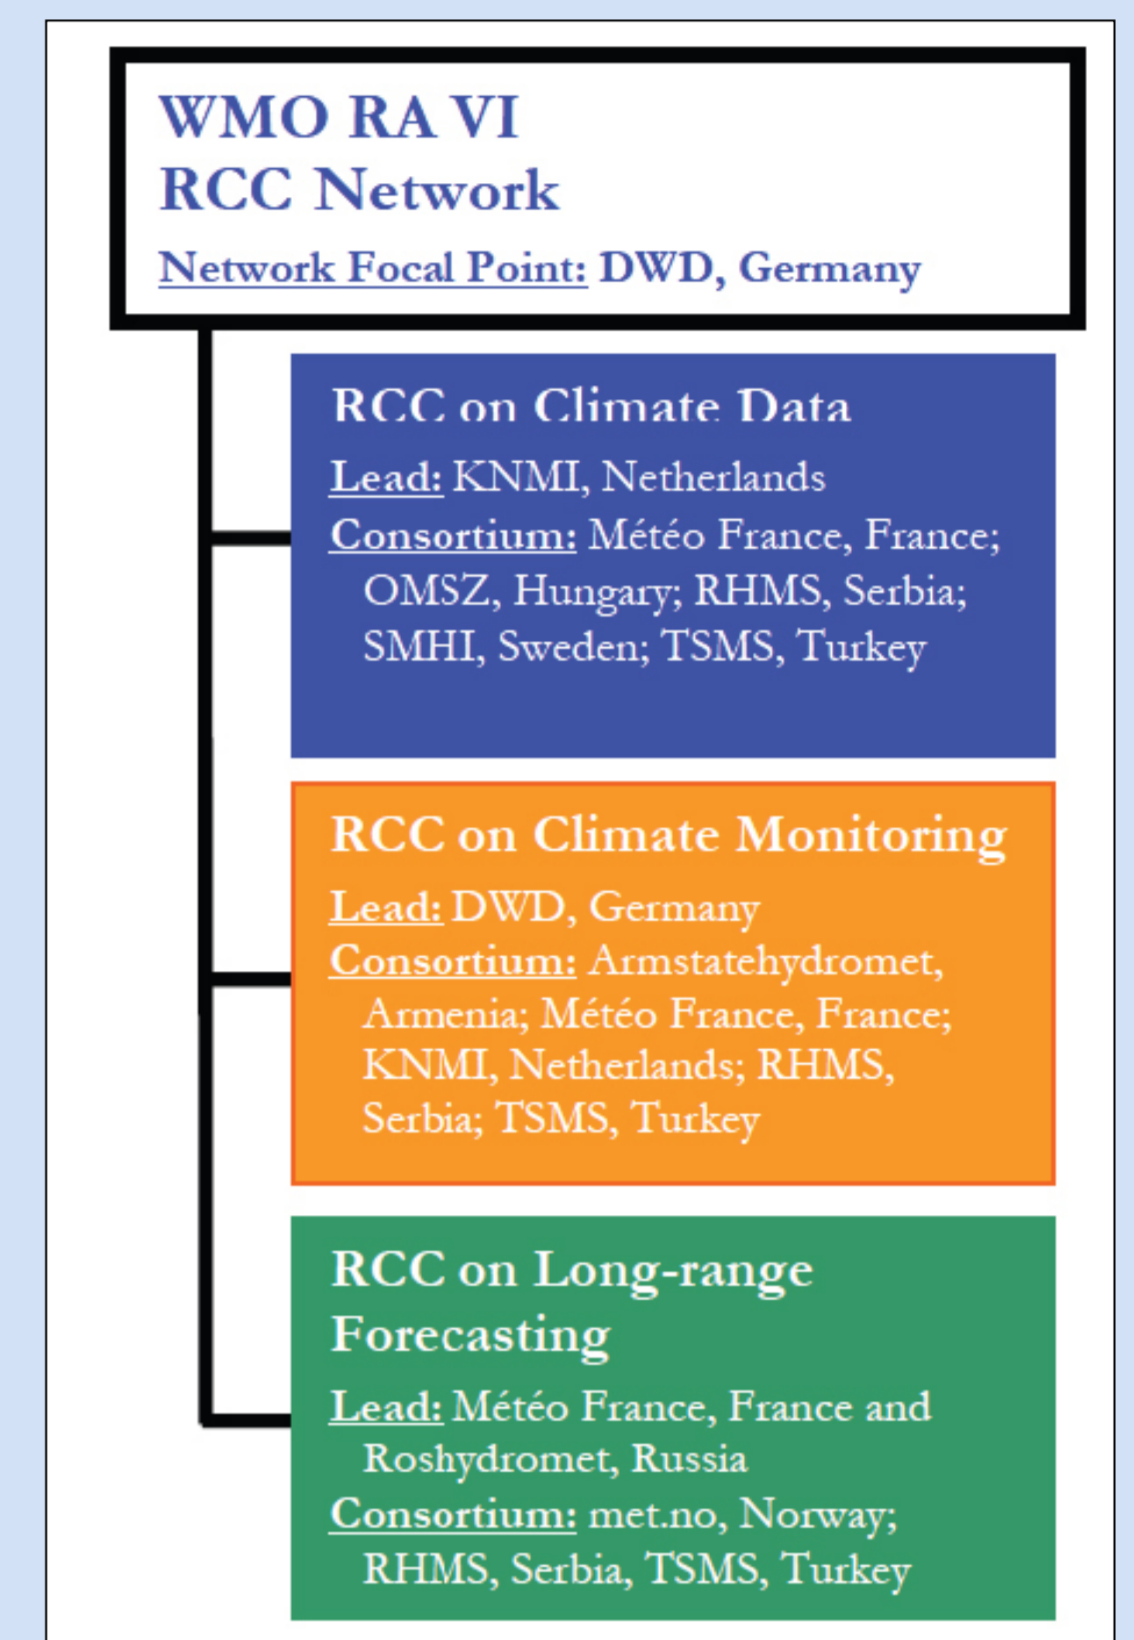 WMO RA VI
RCC Network
Network Focal Point: DWD, Germany
RCC on Climate Data
Lead: KNMI, Netherlands
Consortium: Météo France, France;
OMSZ, Hungary; RHMS, Serbia;
SMHI, Sweden; TSMS, Turkey
RCC on Climate Monitoring
Lead: DWD, Germany
Consortium: Armstatehydromet,
Armenia; Météo France, France;
KNMI, Netherlands; RHMS,
Serbia; TSMS, Turkey
RCC on Long-range
Forecasting
Lead: Météo France, France and
Roshydromet, Russia
Consortium: met.no, Norway;
RHMS, Serbia, TSMS, Turkey